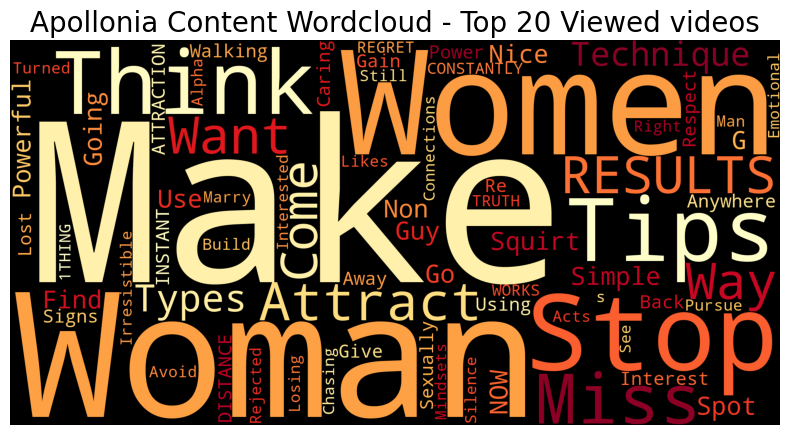 Apollonia Content Wordcloud - Top 20 Viewed videos
Turned
Think
Walking
Alpha
ATTRACTION
Going
Powerful
Want
REGRET
Gain
Still
Caring
Women
Power
CONSTANTLY
Nice
Technique
Emotional
Respect
Right
Man
G
Make
Likes
Connections
RESULTS
Lost
1THING
INSTANT
Use
Marry
Build
Interested
Come
Non
Guy
Re
TRUTH
Squirt
Tips
Anywhere
Irresistible
Away
Go
Simple
Way
Find
Signs
Types
Attract
Using
WORKS
s
Back
Pursue
Woman
Avoid
DISTANCE
Rejected
Losing
Chasing
Give
Sexually
Mindsets
Silence
NOW
Stop
Acts
See
Interest
Miss
Spot